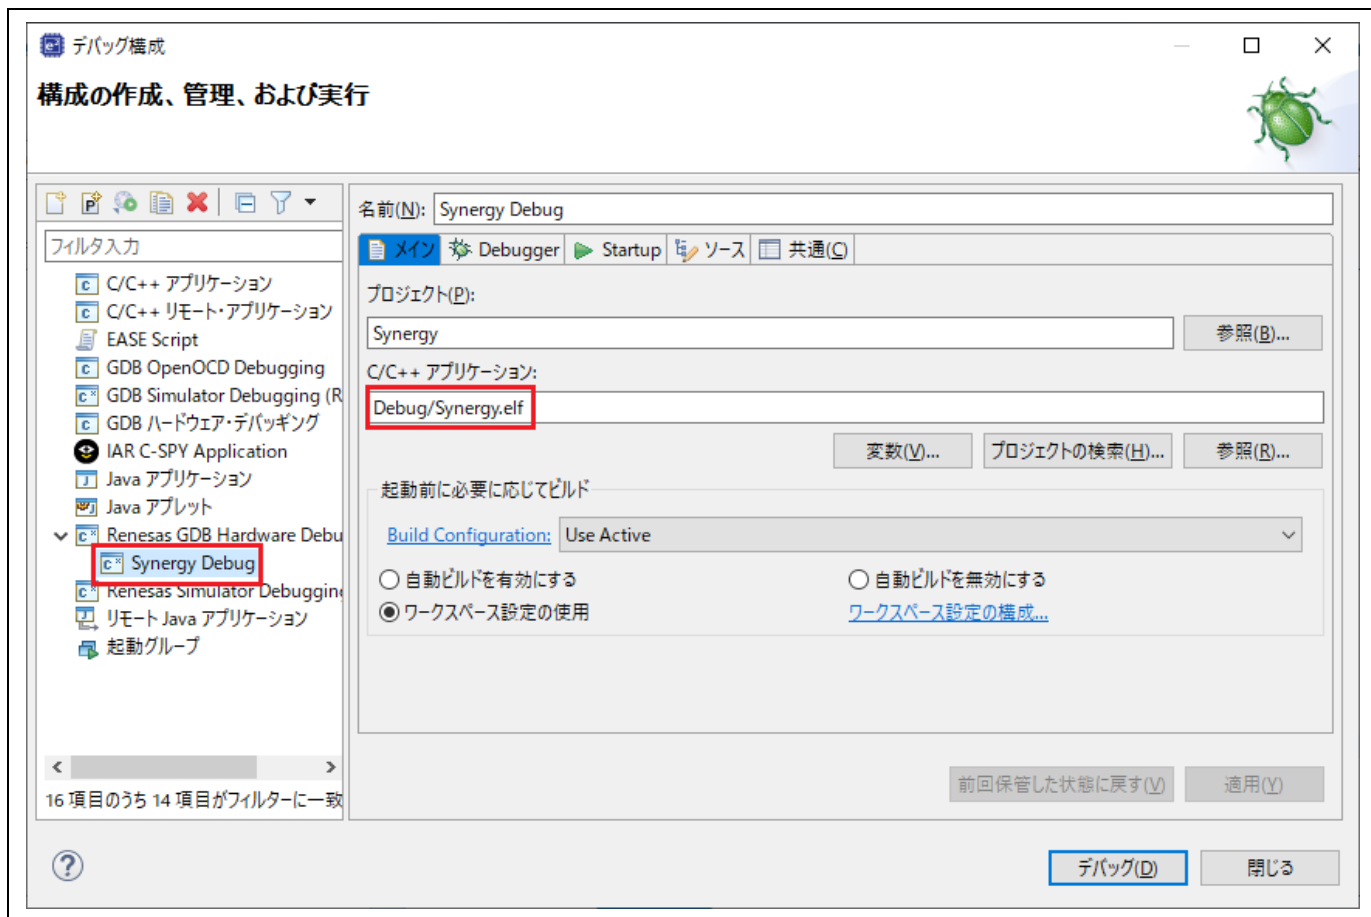 デバッグ構成
構成の作成、管理、および実行
フィルタ入力
C/C++ アプリケーション
C/C++ リモート・アプリケーション
EASE Script
GDB OpenOCD Debugging
GDB Simulator Debugging (R
GDB ハードウェア・デバッギング
IAR C-SPY Application
Java アプリケーション
Java アプレット
Renesas GDB Hardware Debu
Synergy Debug
Renesas Simulator Debugging
リモート Java アプリケーション
起動グループ
16 項目のうち 14 項目がフィルターに一致
名前(N): Synergy Debug
メイン Debugger Startup ソース 共通(C)
プロジェクト(P):
Synergy 参照(B)...
C/C++ アプリケーション:
Debug/Synergy.elf
変数(V)... プロジェクトの検索(H)... 参照(R)...
起動前に必要に応じてビルド
Build Configuration: Use Active
自動ビルドを有効にする 自動ビルドを無効にする
ワークスペース設定の使用 ワークスペース設定の構成...
前回保管した状態に戻す(V) 適用(Y)
デバッグ(D) 閉じる